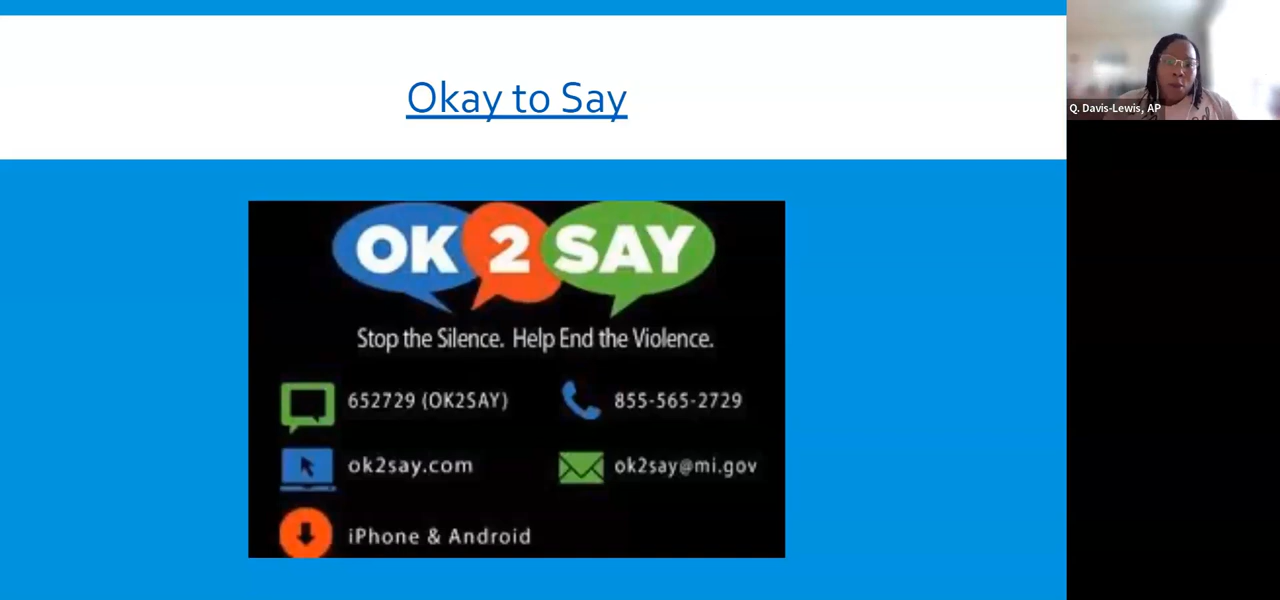 Okay to Say
Q. Davis-Lewis, AP
OK 2 SAY
Stop the Silence. Help End the Violence.
652729 (OK2SAY)
855-565-2729
ok2say.com
ok2say@mi.gov
iPhone & Android